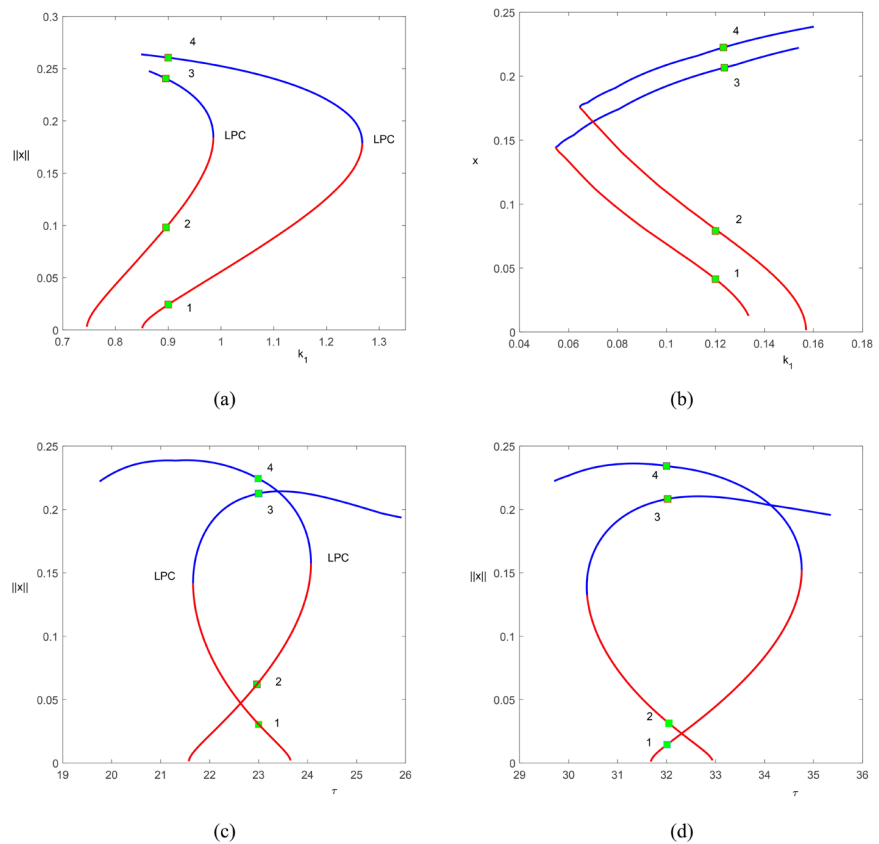 0.3
0.25
0.2
||x||
0.15
0.1
0.05
0
0.7 0.8 0.9 1 1.1 1.2 1.3
k1
4
3
LPC
LPC
2
1
(a)
0.25
0.2
0.15
x
0.1
0.05
0
0.04 0.06 0.08 0.1 0.12 0.14 0.16 0.18
k1
4
3
2
1
(b)
0.25
0.2
0.15
||x||
0.1
0.05
0
19 20 21 22 23 24 25 26
τ
4
3
LPC
LPC
2
1
(c)
0.25
0.2
0.15
||x||
0.1
0.05
0
29 30 31 32 33 34 35 36
τ
4
3
2
1
(d)